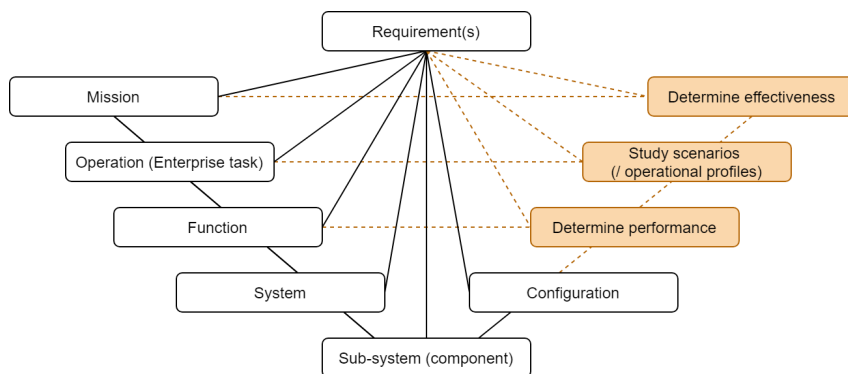 Requirement(s)
Mission
Determine effectiveness
Operation (Enterprise task)
Study scenarios
(/ operational profiles)
Function
Determine performance
System
Configuration
Sub-system (component)